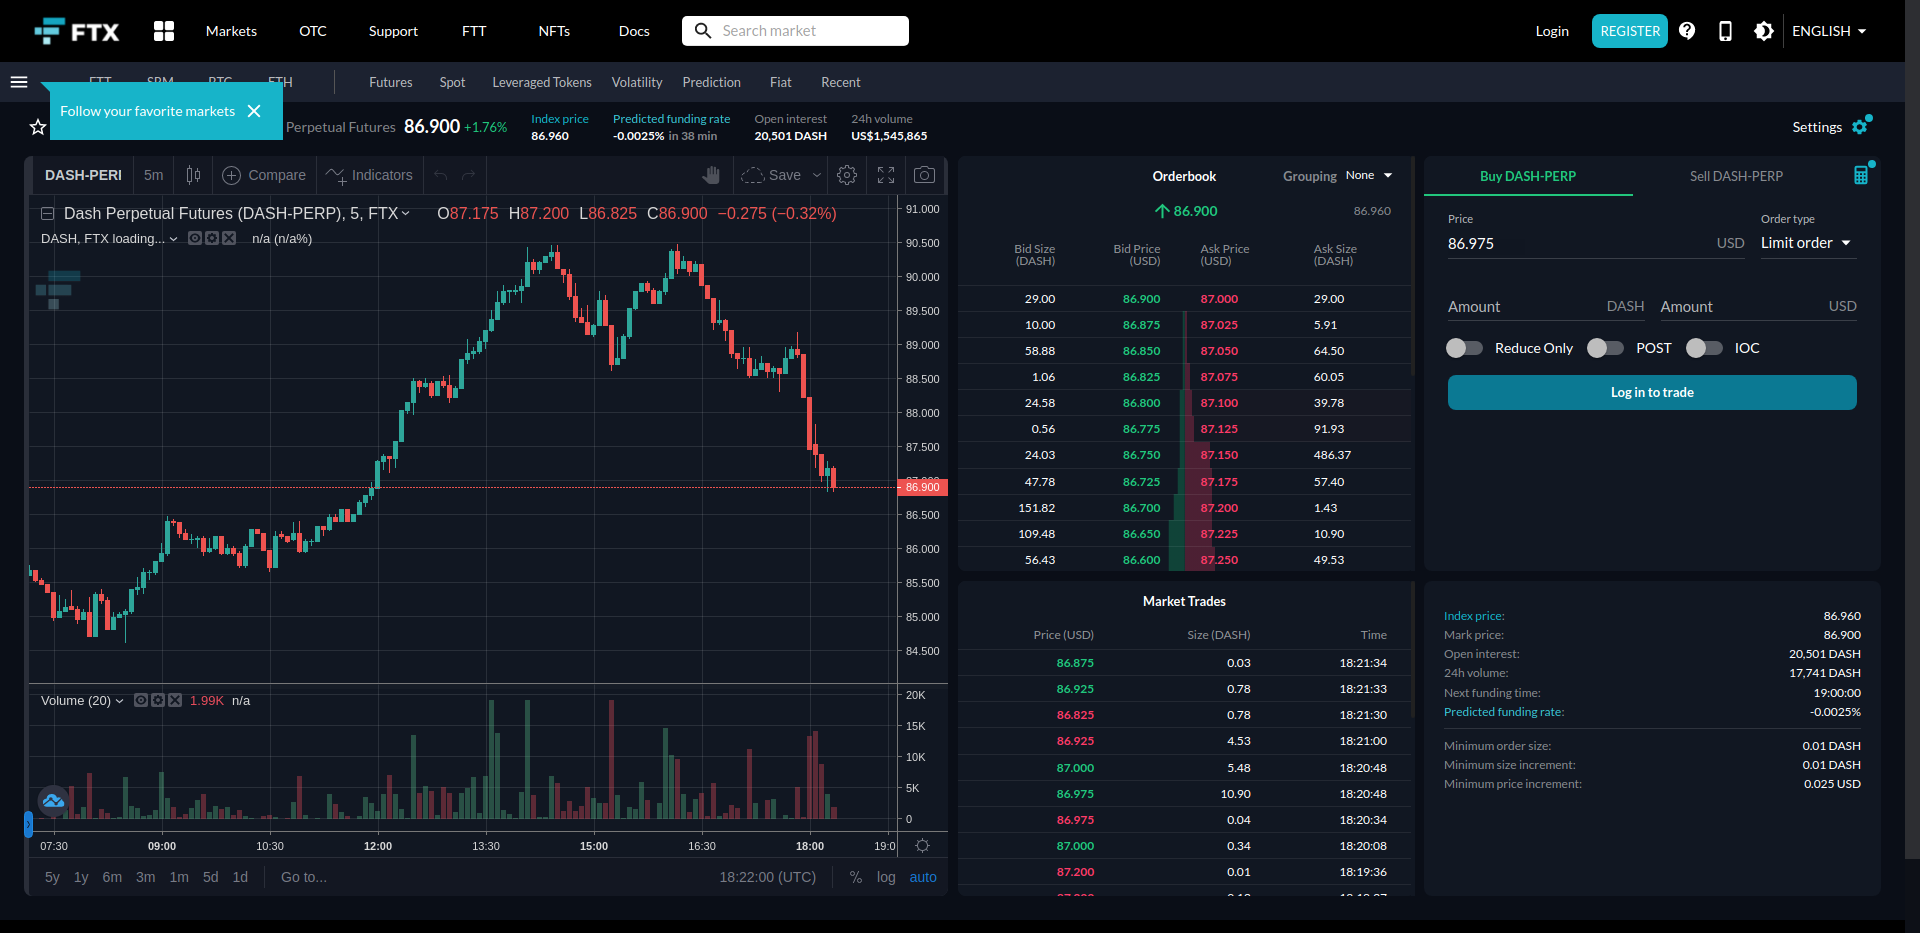 FTX
Markets
OTC
Support
FTT
NFTs
Docs
Search market
Login
REGISTER
ENGLISH
Futures
Spot
Leveraged Tokens
Volatility
Prediction
Fiat
Recent
Follow your favorite markets
Perpetual Futures 86.900 +1.76%
Index price
86.960
Predicted funding rate
-0.0025% in 38 min
Open interest
20,501 DASH
24h volume
US$1,545,865
Settings
DASH-PERP
5m
Compare
Indicators
Save
Dash Perpetual Futures (DASH-PERP), 5, FTX O87.175 H87.200 L86.825 C86.900 −0.275 (−0.32%)
DASH, FTX loading... n/a (n/a%)
91.000
90.500
90.000
89.500
89.000
88.500
88.000
87.500
86.900
86.500
86.000
85.500
85.000
84.500
Volume (20) 1.99K n/a
20K
15K
10K
5K
0
07:30 09:00 10:30 12:00 13:30 15:00 16:30 18:00 19:0
5y 1y 6m 3m 1m 5d 1d Go to... 18:22:00 (UTC) % log auto
Orderbook Grouping None
86.900 86.960
Bid Size (DASH) Bid Price (USD) Ask Price (USD) Ask Size (DASH)
29.00 86.900 87.000 29.00
10.00 86.875 87.025 5.91
58.88 86.850 87.050 64.50
1.06 86.825 87.075 60.05
24.58 86.800 87.100 39.78
0.56 86.775 87.125 91.93
24.03 86.750 87.150 486.37
47.78 86.725 87.175 57.40
151.82 86.700 87.200 1.43
109.48 86.650 87.225 10.90
56.43 86.600 87.250 49.53
Market Trades
Price (USD) Size (DASH) Time
86.875 0.03 18:21:34
86.925 0.78 18:21:33
86.825 0.78 18:21:30
86.925 4.53 18:21:00
87.000 5.48 18:20:48
86.975 10.90 18:20:48
86.975 0.04 18:20:34
87.000 0.34 18:20:08
87.200 0.01 18:19:36
Buy DASH-PERP
Sell DASH-PERP
Price
Order type
86.975 USD
Limit order
Amount DASH
Amount USD
Reduce Only
POST
IOC
Log in to trade
Index price: 86.960
Mark price: 86.900
Open interest: 20,501 DASH
24h volume: 17,741 DASH
Next funding time: 19:00:00
Predicted funding rate: -0.0025%
Minimum order size: 0.01 DASH
Minimum size increment: 0.01 DASH
Minimum price increment: 0.025 USD